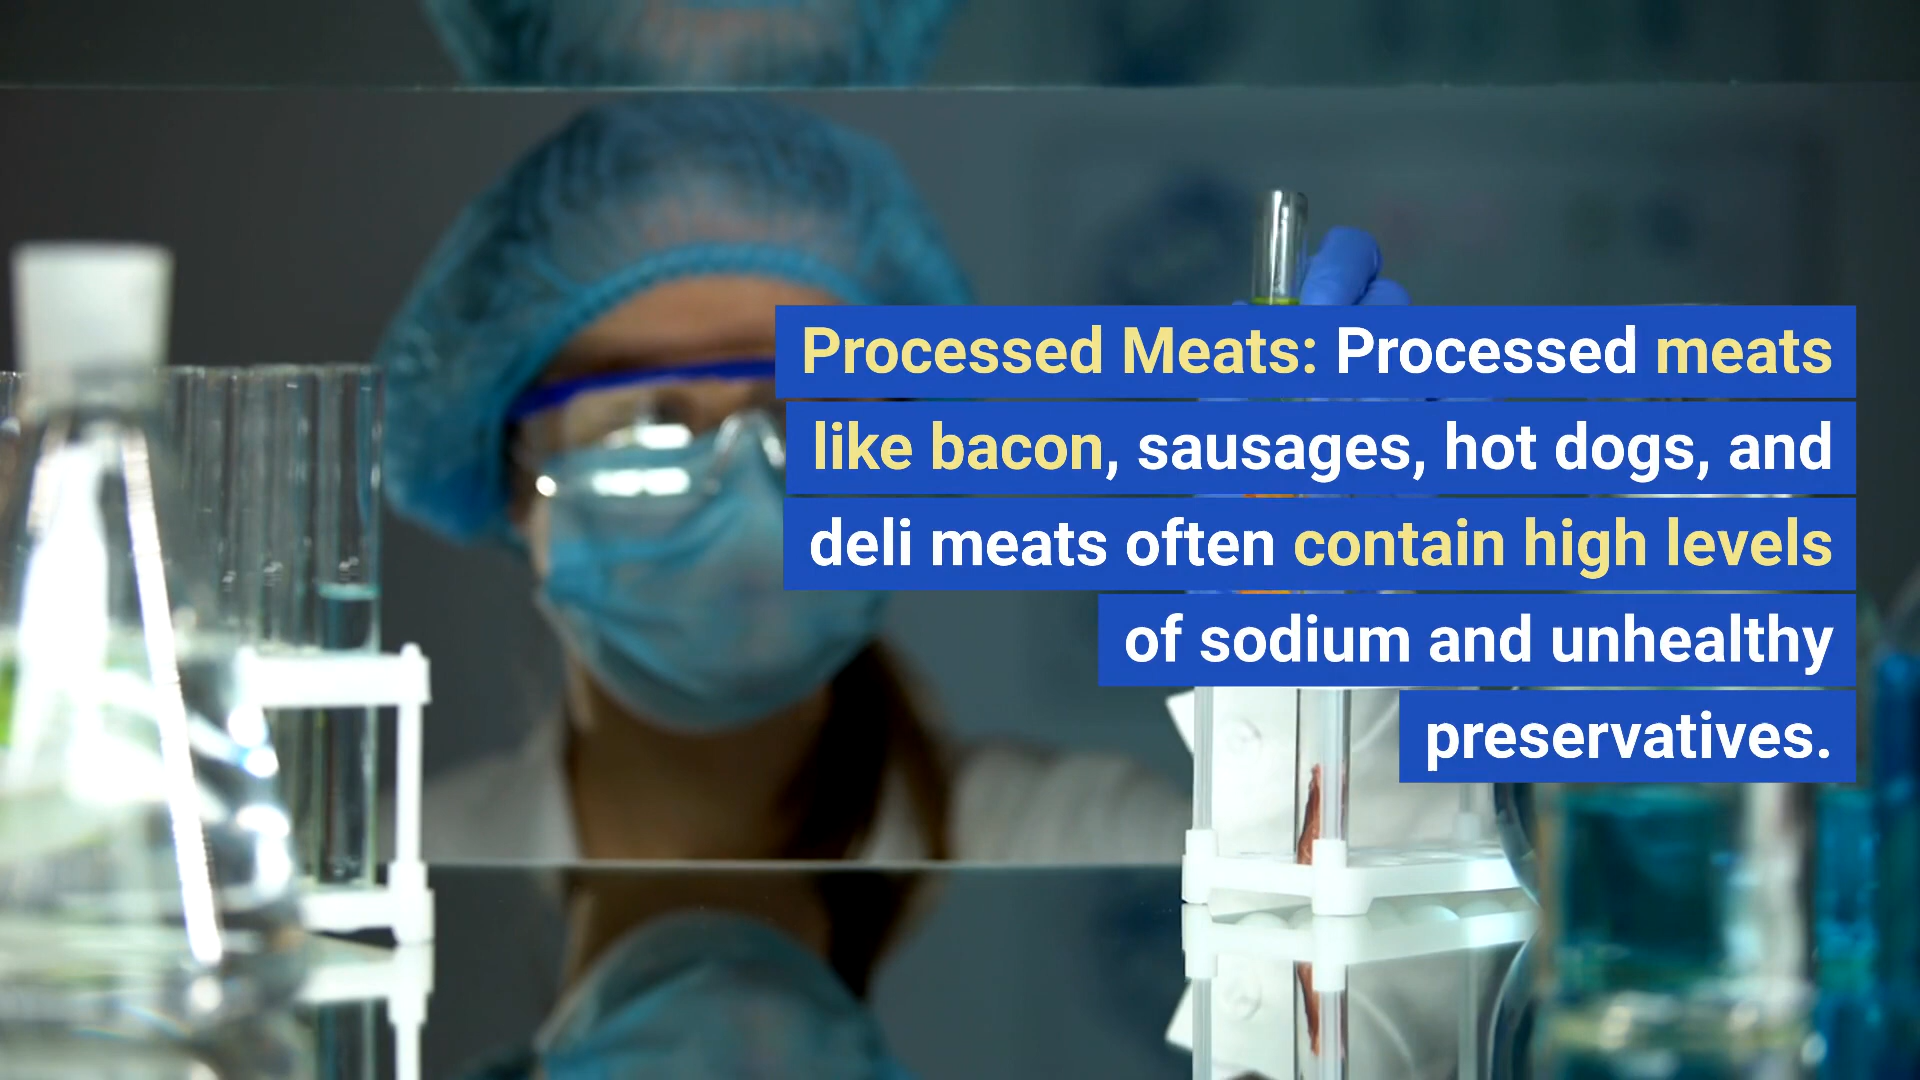 Processed Meats: Processed meats
like bacon, sausages, hot dogs, and
deli meats often contain high levels
of sodium and unhealthy
preservatives.